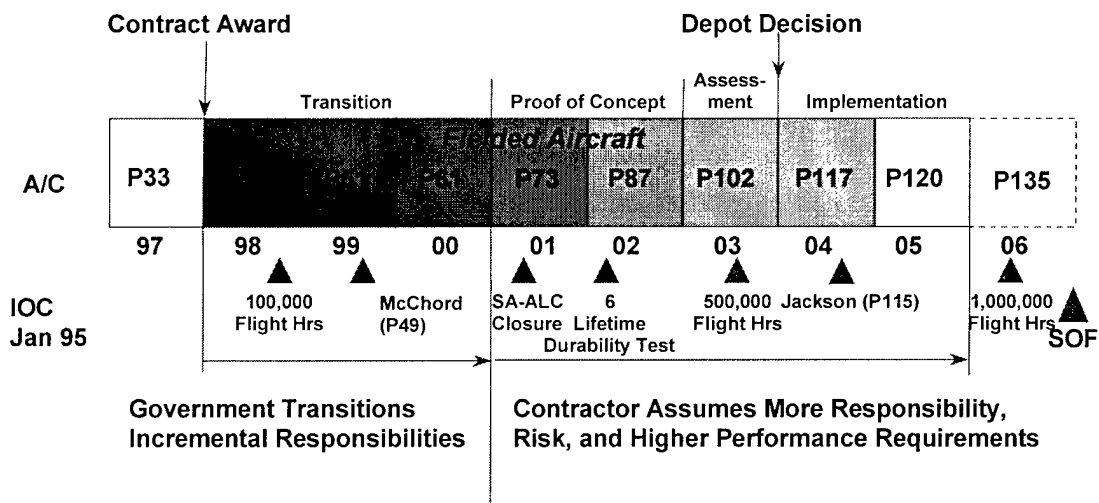 Contract Award
Depot Decision
Transition
Proof of Concept
Assess-
ment
Implementation
Fielded Aircraft
A/C
P33
P61
P73
P87
P102
P117
P120
P135
97
98
99
00
01
02
03
04
05
06
IOC
Jan 95
100,000
Flight Hrs
McChord
(P49)
SA-ALC
Closure
6
Lifetime
Durability Test
500,000
Flight Hrs
Jackson (P115)
1,000,000
Flight Hrs
SOF
Government Transitions
Incremental Responsibilities
Contractor Assumes More Responsibility,
Risk, and Higher Performance Requirements